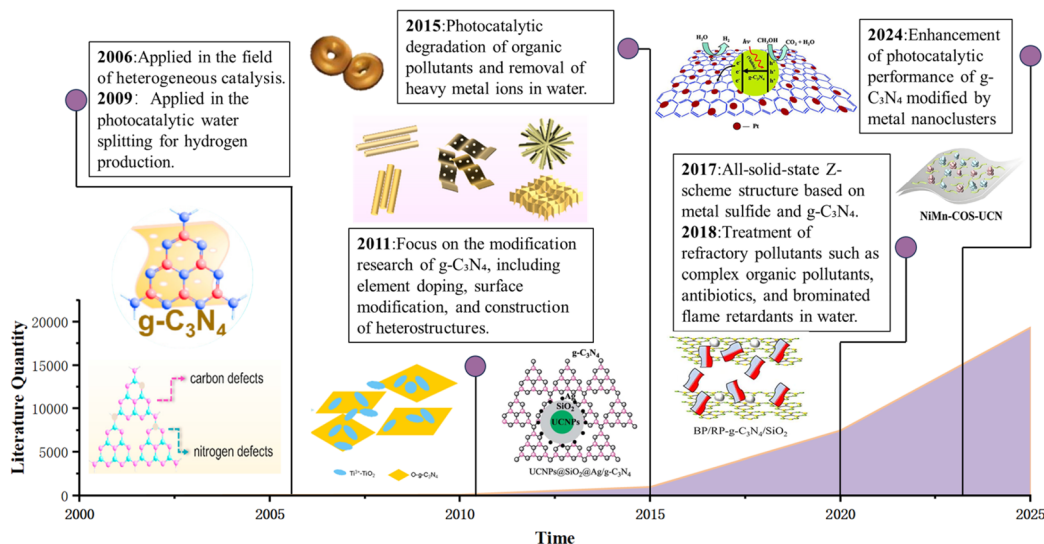 2006:Applied in the field
of heterogeneous catalysis.
2009: Applied in the
photocatalytic water
splitting for hydrogen
production.
2015:Photocatalytic
degradation of organic
pollutants and removal of
heavy metal ions in water.
H₂O
H₂
hv
CH₃OH
CO₂ + H₂O
g-C₃N₄
Pt
2024:Enhancement
of photocatalytic
performance of g-
C₃N₄ modified by
metal nanoclusters
NiMn-COS-UCN
2011:Focus on the modification
research of g-C₃N₄, including
element doping, surface
modification, and construction
of heterostructures.
2017:All-solid-state Z-
scheme structure based on
metal sulfide and g-C₃N₄.
2018:Treatment of
refractory pollutants such as
complex organic pollutants,
antibiotics, and brominated
flame retardants in water.
g-C₃N₄
carbon defects
nitrogen defects
Ti³⁺-TiO₂
O-g-C₃N₄
g-C₃N₄
Ag
SiO₂
UCNPs
UCNPs@SiO₂@Ag/g-C₃N₄
BP/RP-g-C₃N₄/SiO₂
Literature Quantity
20000
15000
10000
5000
0
2000
2005
2010
2015
2020
2025
Time